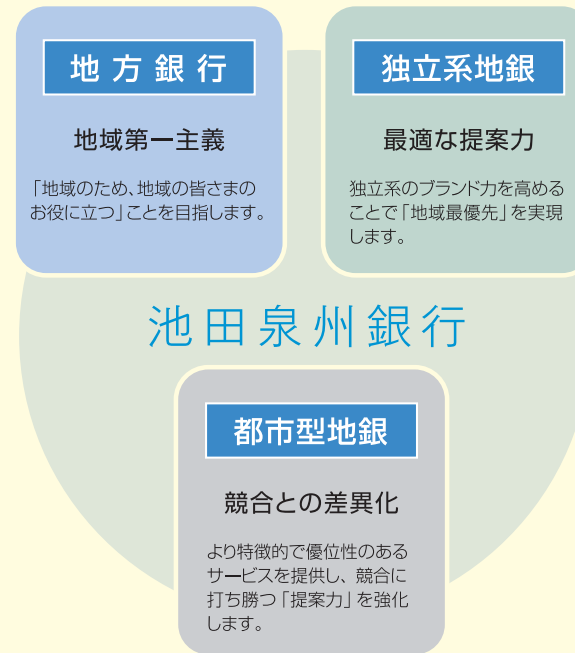 地方銀行
地域第一主義
「地域のため、地域の皆さまの
お役に立つ」ことを目指します。
独立系地銀
最適な提案力
独立系のブランド力を高める
ことで「地域最優先」を実現
します。
池田泉州銀行
都市型地銀
競合との差異化
より特徴的で優位性のある
サービスを提供し、競合に
打ち勝つ「提案力」を強化
します。